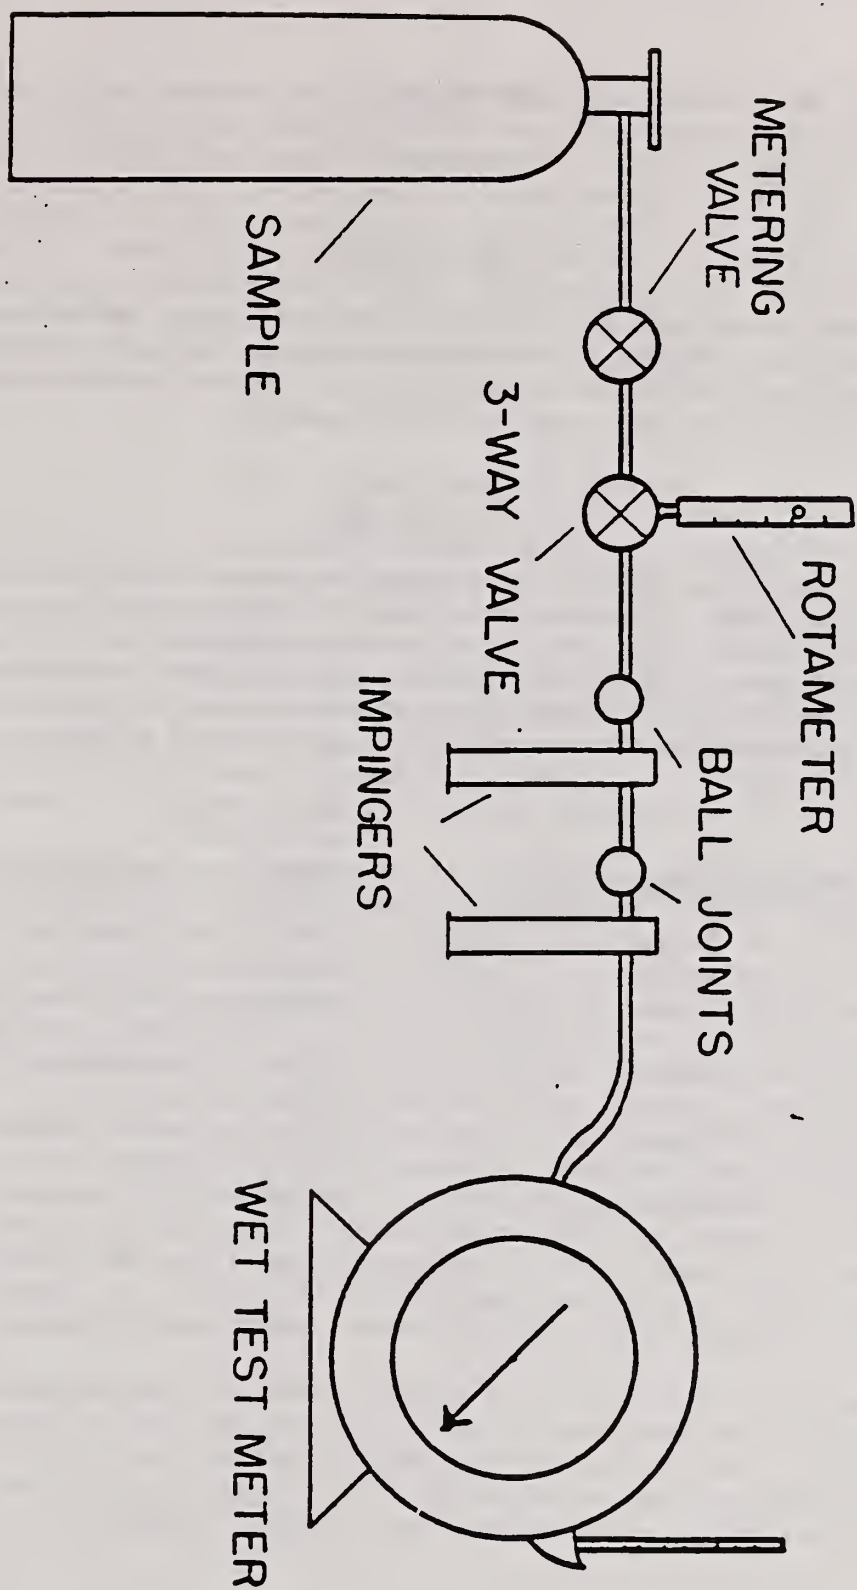 METERING
VALVE
ROTAMETER
3-WAY VALVE
BALL JOINTS
SAMPLE
IMPINGERS
WET TEST METER